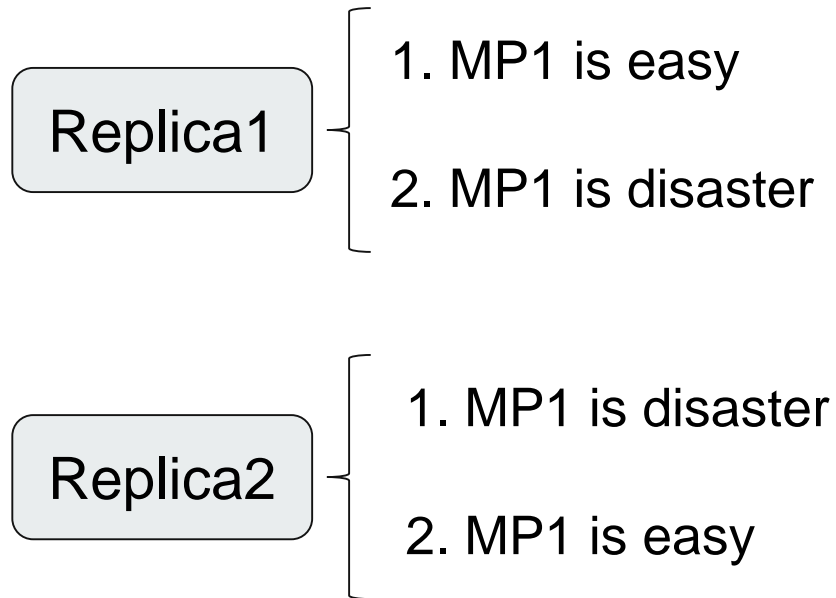 Replica1
1. MP1 is easy
2. MP1 is disaster
Replica2
1. MP1 is disaster
2. MP1 is easy